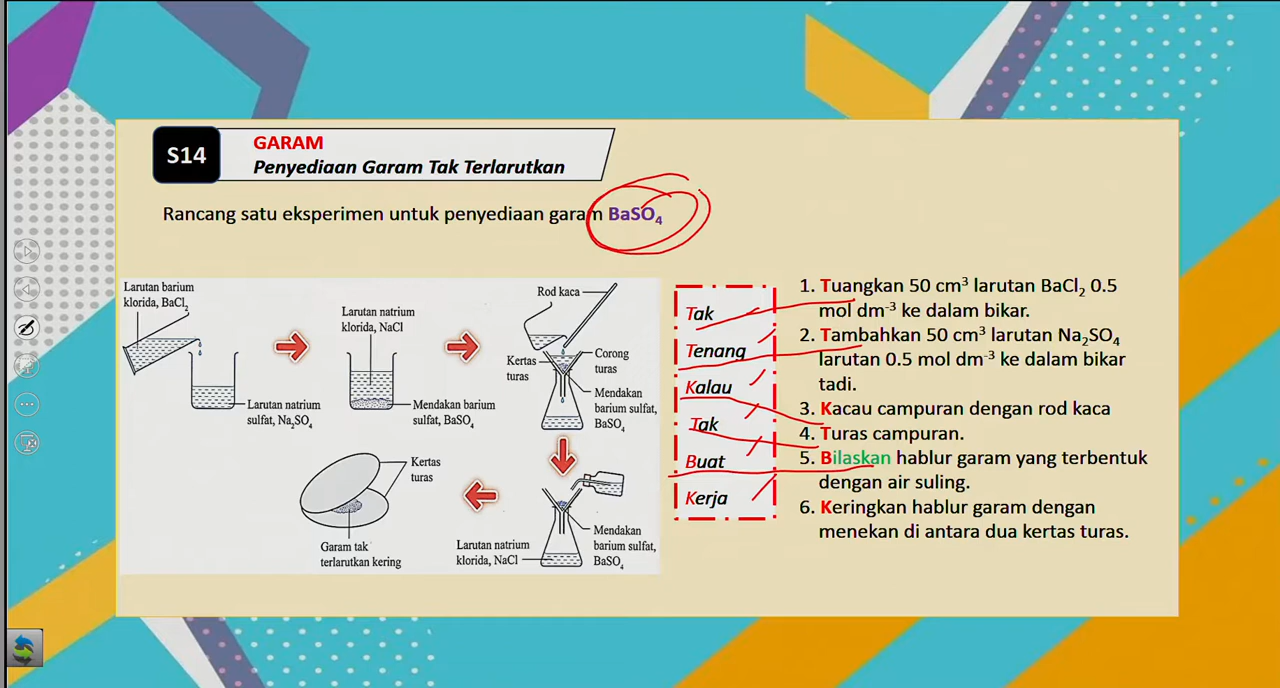 S14
GARAM
Penyediaan Garam Tak Terlarutkan
Rancang satu eksperimen untuk penyediaan garam BaSO₄
Larutan barium
klorida, BaCl₂
Larutan natrium
sulfat, Na₂SO₄
Larutan natrium
klorida, NaCl
Mendakan barium
sulfat, BaSO₄
Rod kaca
Kertas
turas
Corong
turas
Mendakan
barium sulfat,
BaSO₄
Kertas
turas
Garam tak
terlarutkan kering
Larutan natrium
klorida, NaCl
Mendakan
barium sulfat,
BaSO₄
Tak
Tenang
Kalau
Tak
Buat
Kerja
1. Tuangkan 50 cm³ larutan BaCl₂ 0.5
mol dm⁻³ ke dalam bikar.
2. Tambahkan 50 cm³ larutan Na₂SO₄
larutan 0.5 mol dm⁻³ ke dalam bikar
tadi.
3. Kacau campuran dengan rod kaca
4. Turas campuran.
5. Bilaskan hablur garam yang terbentuk
dengan air suling.
6. Keringkan hablur garam dengan
menekan di antara dua kertas turas.